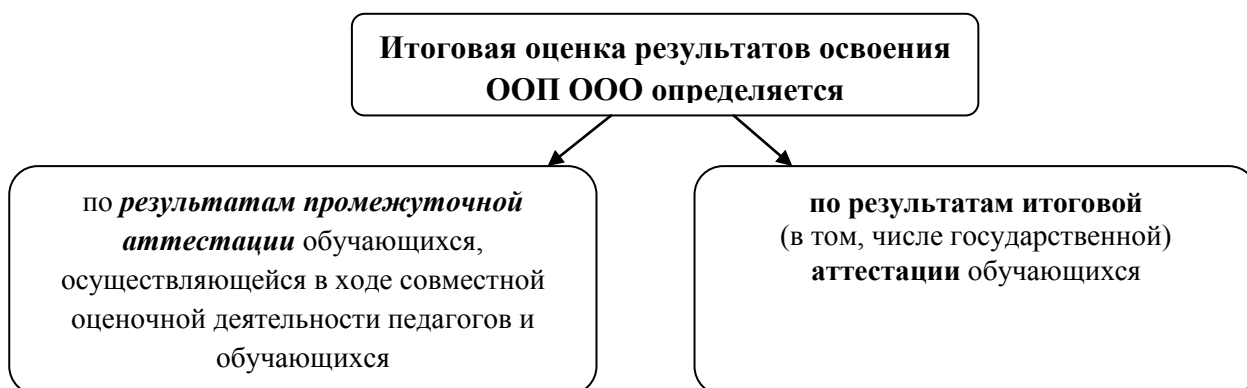 Итоговая оценка результатов освоения
ООП ООО определяется
по результатам промежуточной
аттестации обучающихся,
осуществляющейся в ходе совместной
оценочной деятельности педагогов и
обучающихся
по результатам итоговой
(в том, числе государственной)
аттестации обучающихся